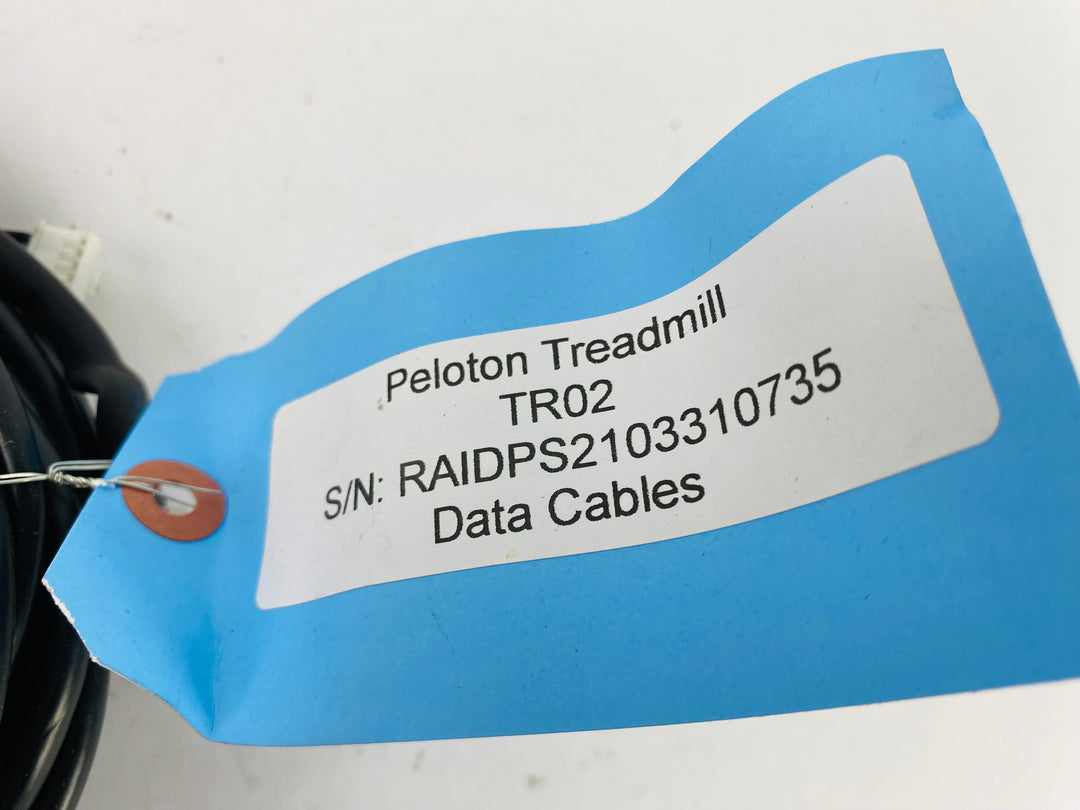 Peloton Treadmill
TR02
S/N: RAIDPS2103310735
Data Cables